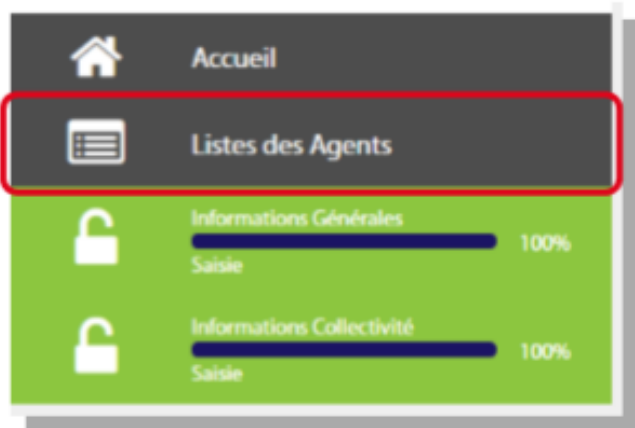 Accueil
Listes des Agents
Informations Générales
100%
Saisie
Informations Collectivité
100%
Saisie